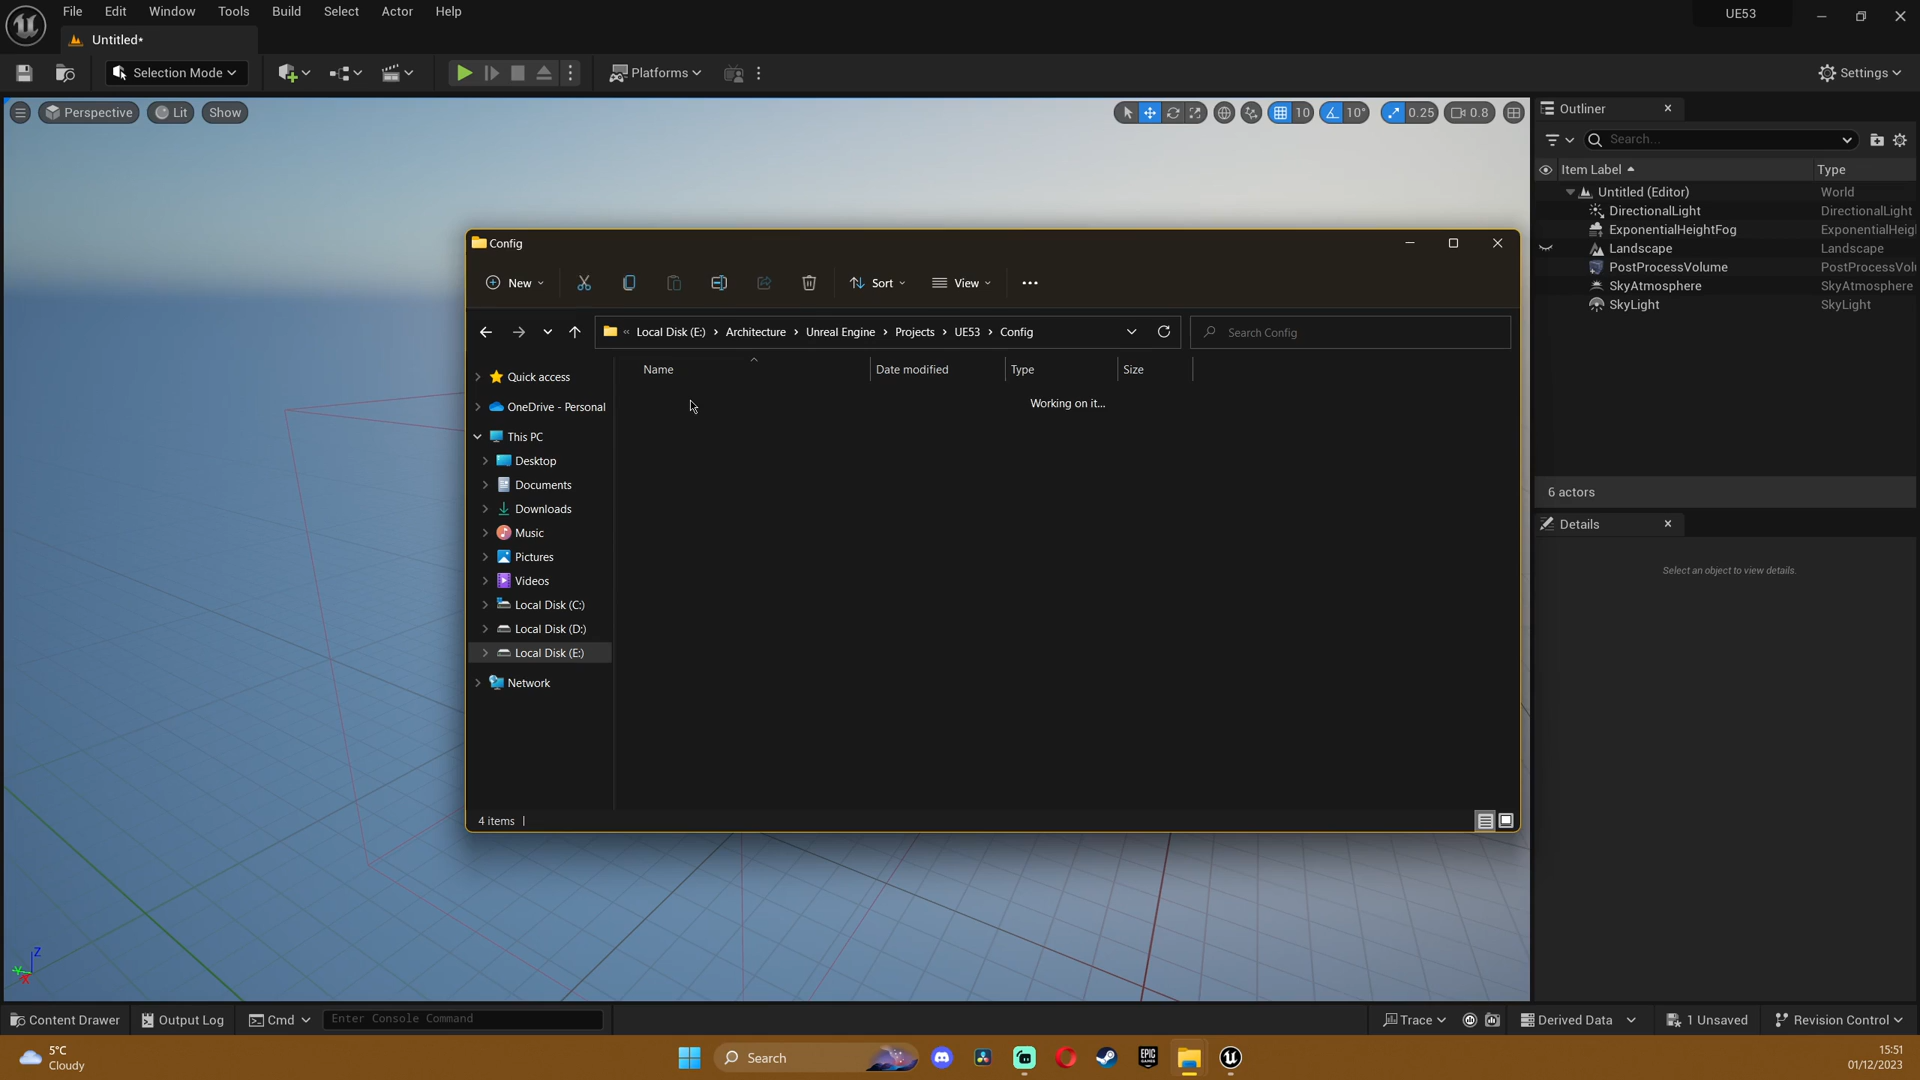 File Edit Window Tools Build Select Actor Help
UE53
Untitled*
Selection Mode
Platforms
Settings
Perspective Lit Show
10 10° 0.25 0.8
Outliner
Search...
Item Label Type
Untitled (Editor) World
DirectionalLight DirectionalLight
ExponentialHeightFog ExponentialHeig
Landscape Landscape
PostProcessVolume PostProcessVol
SkyAtmosphere SkyAtmosphere
SkyLight SkyLight
6 actors
Details
Select an object to view details.
Config
New Sort View
« Local Disk (E:) › Architecture › Unreal Engine › Projects › UE53 › Config
Search Config
Name Date modified Type Size
Working on it...
Quick access
OneDrive - Personal
This PC
Desktop
Documents
Downloads
Music
Pictures
Videos
Local Disk (C:)
Local Disk (D:)
Local Disk (E:)
Network
4 items
Z
Y
X
Content Drawer Output Log Cmd Enter Console Command
Trace Derived Data 1 Unsaved Revision Control
5°C
Cloudy
Search
EPIC
GAMES
15:51
01/12/2023